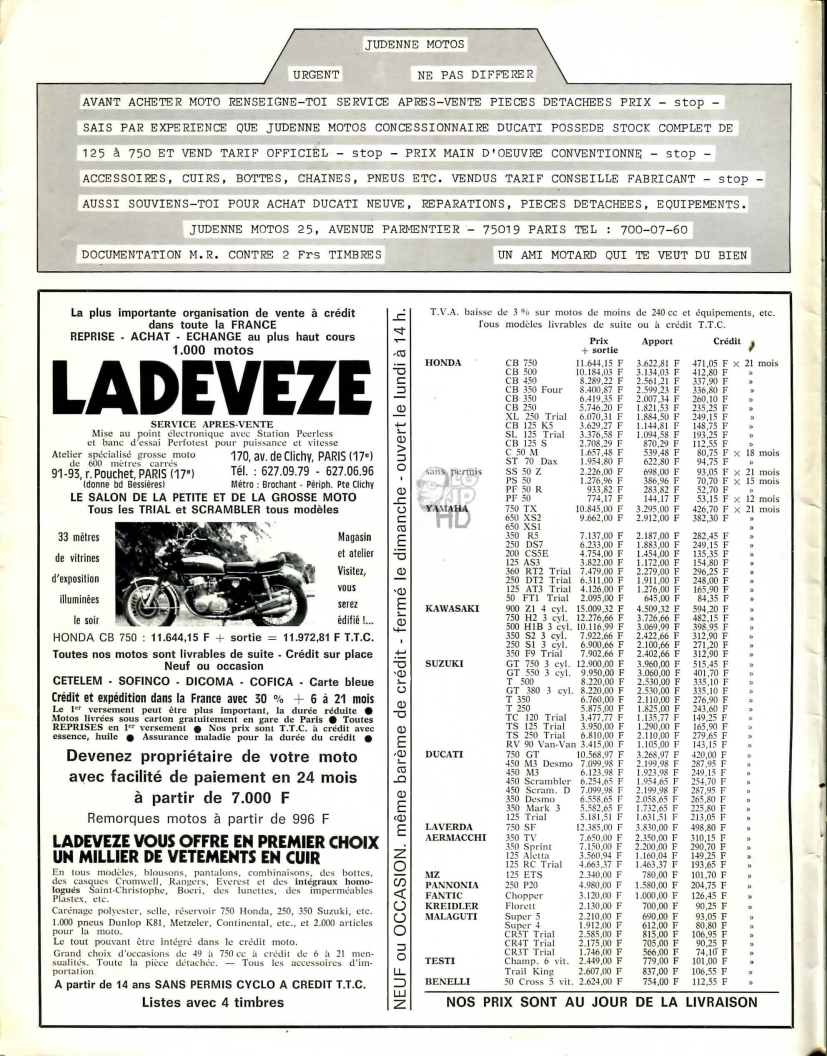 JUDENNE MOTOS
URGENT NE PAS DIFFERER
AVANT ACHETER MOTO RENSEIGNE-TOI SERVICE APRES-VENTE PIECES DETACHEES PRIX - stop -
SAIS PAR EXPERIENCE QUE JUDENNE MOTOS CONCESSIONNAIRE DUCATI POSSEDE STOCK COMPLET DE
125 à 750 ET VEND TARIF OFFICIEL - stop - PRIX MAIN D'OEUVRE CONVENTIONNE - stop -
ACCESSOIRES, CUIRS, BOTTES, CHAINES, PNEUS ETC. VENDUS TARIF CONSEILLE FABRICANT - stop -
AUSSI SOUVIENS-TOI POUR ACHAT DUCATI NEUVE, REPARATIONS, PIECES DETACHEES, EQUIPEMENTS.
JUDENNE MOTOS 25, AVENUE PARMENTIER - 75019 PARIS TEL : 700-07-60
DOCUMENTATION M.R. CONTRE 2 Frs TIMBRES UN AMI MOTARD QUI TE VEUT DU BIEN
La plus importante organisation de vente à crédit
dans toute la FRANCE
REPRISE - ACHAT - ECHANGE au plus haut cours
1.000 motos
LADEVEZE
SERVICE APRES-VENTE
Mise au point électronique avec Station Peerless
et banc d'essai Perfotest pour puissance et vitesse
Atelier spécialisé grosse moto
de 600 mètres carrés
91-93, r. Pouchet, PARIS (17e)
(donne bd Bessières)
170, av. de Clichy, PARIS (17e)
Tél. : 627.09.79 - 627.06.96
Métro : Brochant - Périph. Pte Clichy
LE SALON DE LA PETITE ET DE LA GROSSE MOTO
Tous les TRIAL et SCRAMBLER tous modèles
33 mètres
de vitrines
d'exposition
illuminées
le soir
Magasin
et atelier
Visitez,
vous
serez
édifié !...
HONDA CB 750 : 11.644,15 F + sortie = 11.972,81 F T.T.C.
Toutes nos motos sont livrables de suite - Crédit sur place
Neuf ou occasion
CETELEM - SOFINCO - DICOMA - COFICA - Carte bleue
Crédit et expédition dans la France avec 30 % + 6 à 21 mois
Le 1er versement peut être plus important, la durée réduite ●
Motos livrées sous carton gratuitement en gare de Paris ● Toutes
REPRISES en 1er versement ● Nos prix sont T.T.C. à crédit avec
essence, huile ● Assurance maladie pour la durée du crédit ●
Devenez propriétaire de votre moto
avec facilité de paiement en 24 mois
à partir de 7.000 F
Remorques motos à partir de 996 F
LADEVEZE VOUS OFFRE EN PREMIER CHOIX
UN MILLIER DE VETEMENTS EN CUIR
En tous modèles, blousons, pantalons, combinaisons, des bottes,
des casques Cromwell, Rangers, Everest et des intégraux homo-
logués Saint-Christophe, Boeri, des lunettes, des imperméables
Plastex, etc.
Carénage polyester, selle, réservoir 750 Honda, 250, 350 Suzuki, etc.
1.000 pneus Dunlop K81, Metzeler, Continental, etc., et 2.000 articles
pour la moto.
Le tout pouvant être intégré dans le crédit moto.
Grand choix d'occasions de 49 à 750 cc à crédit de 6 à 21 men-
sualités. Toute la pièce détachée. — Tous les accessoires d'im-
portation.
A partir de 14 ans SANS PERMIS CYCLO A CREDIT T.T.C.
Listes avec 4 timbres
NEUF ou OCCASION. même barème de crédit - fermé le dimanche - ouvert le lundi à 14 h.
T.V.A. baisse de 3 % sur motos de moins de 240 cc et équipements, etc.
Tous modèles livrables de suite ou à crédit T.T.C.
Prix Apport Crédit
+ sortie
HONDA CB 750 11.644,15 F 3.622,81 F 471,05 F × 21 mois
CB 500 10.184,03 F 3.134,03 F 412,80 F »
CB 450 8.289,22 F 2.561,21 F 337,90 F »
CB 350 Four 8.400,87 F 2.599,23 F 336,80 F »
CB 350 6.419,35 F 2.007,34 F 260,10 F »
CB 250 5.746,20 F 1.821,53 F 235,25 F »
XL 250 Trial 6.070,31 F 1.884,50 F 249,15 F »
CB 125 K5 3.629,27 F 1.144,81 F 148,75 F »
SL 125 Trial 3.376,58 F 1.094,58 F 193,25 F »
CB 125 S 2.708,29 F 870,29 F 112,55 F »
C 50 M 1.657,48 F 539,48 F 80,75 F × 18 mois
ST 70 Dax 1.954,80 F 622,80 F 94,75 F »
sans permis SS 50 Z 2.226,00 F 698,00 F 93,05 F × 21 mois
PS 50 1.276,96 F 386,96 F 70,70 F × 15 mois
PF 50 R 933,82 F 283,82 F 52,70 F »
PF 50 774,17 F 144,17 F 53,15 F × 12 mois
YAMAHA 750 TX 10.845,00 F 3.295,00 F 426,70 F × 21 mois
650 XS2 9.662,00 F 2.912,00 F 382,30 F »
650 XS1 »
350 R5 7.137,00 F 2.187,00 F 282,45 F »
250 DS7 6.233,00 F 1.883,00 F 249,15 F »
200 CS5E 4.754,00 F 1.454,00 F 135,35 F »
125 AS3 3.822,00 F 1.172,00 F 154,80 F »
360 RT2 Trial 7.479,00 F 2.279,00 F 296,25 F »
250 DT2 Trial 6.311,00 F 1.911,00 F 248,00 F »
125 AT3 Trial 4.126,00 F 1.276,00 F 165,90 F »
50 FT1 Trial 2.095,00 F 645,00 F 84,35 F »
KAWASAKI 900 Z1 4 cyl. 15.009,32 F 4.509,32 F 594,20 F »
750 H2 3 cyl. 12.276,66 F 3.726,66 F 482,15 F »
500 H1B 3 cyl. 10.116,99 F 3.069,99 F 398,95 F »
350 S2 3 cyl. 7.922,66 F 2.422,66 F 312,90 F »
250 S1 3 cyl. 6.900,66 F 2.100,66 F 271,20 F »
350 F9 Trial 7.902,66 F 2.402,66 F 312,90 F »
SUZUKI GT 750 3 cyl. 12.900,00 F 3.960,00 F 515,45 F »
GT 550 3 cyl. 9.950,00 F 3.060,00 F 401,70 F »
T 500 8.220,00 F 2.530,00 F 335,10 F »
GT 380 3 cyl. 8.220,00 F 2.530,00 F 335,10 F »
T 350 6.760,00 F 2.110,00 F 276,90 F »
T 250 5.875,00 F 1.825,00 F 243,60 F »
TC 120 Trial 3.477,77 F 1.135,77 F 149,25 F »
TS 125 Trial 3.950,00 F 1.290,00 F 165,90 F »
TS 250 Trial 6.810,00 F 2.110,00 F 279,65 F »
RV 90 Van-Van 3.415,00 F 1.105,00 F 143,15 F »
DUCATI 750 GT 10.568,97 F 3.268,97 F 420,00 F »
450 M3 Desmo 7.099,98 F 2.199,98 F 287,95 F »
450 M3 6.123,98 F 1.923,98 F 249,15 F »
450 Scrambler 6.254,65 F 1.954,65 F 254,70 F »
450 Scram. D 7.099,98 F 2.199,98 F 287,95 F »
350 Desmo 6.558,65 F 2.058,65 F 265,80 F »
350 Mark 3 5.582,65 F 1.732,65 F 225,80 F »
125 Trial 5.181,51 F 1.631,51 F 213,05 F »
LAVERDA 750 SF 12.385,00 F 3.830,00 F 498,80 F »
AERMACCHI 350 TV 7.650,00 F 2.350,00 F 310,15 F »
350 Sprint 7.150,00 F 2.200,00 F 290,70 F »
125 Aletta 3.560,94 F 1.160,04 F 149,25 F »
125 RC Trial 4.663,37 F 1.463,37 F 193,65 F »
MZ 125 ETS 2.340,00 F 780,00 F 101,70 F »
PANNONIA 250 P20 4.980,00 F 1.580,00 F 204,75 F »
FANTIC Chopper 3.120,00 F 1.000,00 F 126,45 F »
KREIDLER Florett 2.130,00 F 700,00 F 90,25 F »
MALAGUTI Super 5 2.210,00 F 690,00 F 93,05 F »
Super 4 1.912,00 F 612,00 F 80,80 F »
CR5T Trial 2.585,00 F 815,00 F 106,95 F »
CR4T Trial 2.175,00 F 705,00 F 90,25 F »
CR3T Trial 1.746,00 F 566,00 F 74,10 F »
TESTI Champ. 6 vit. 2.449,00 F 779,00 F 101,00 F »
Trail King 2.607,00 F 837,00 F 106,55 F »
BENELLI 50 Cross 5 vit. 2.624,00 F 754,00 F 112,55 F »
NOS PRIX SONT AU JOUR DE LA LIVRAISON